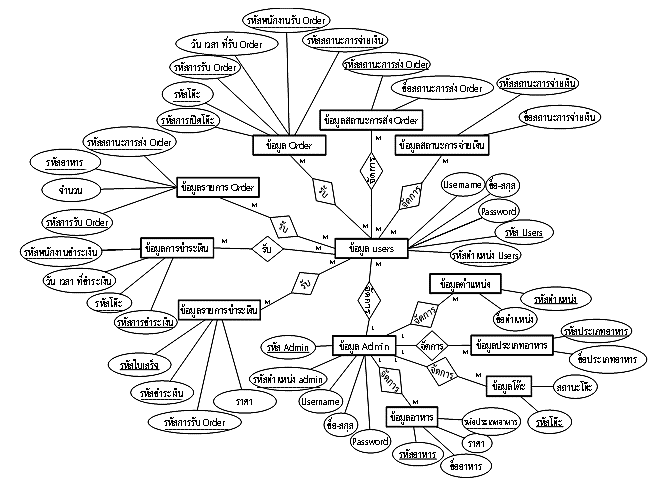 รหัสพนักงานรับ Order
วัน เวลา ที่รับ Order
รหัสสถานะการจ่ายเงิน
รหัสการรับ Order
รหัสสถานะการส่ง Order
รหัสโต๊ะ
ชื่อสถานะการส่ง Order
รหัสสถานะการจ่ายเงิน
รหัสการเปิดโต๊ะ
ข้อมูลสถานะการส่ง Order
ชื่อสถานะการจ่ายเงิน
ข้อมูล Order
ข้อมูลสถานะการจ่ายเงิน
M
M
M
รหัสสถานะการส่ง Order
รหัสอาหาร
จำนวน
รหัสการรับ Order
ข้อมูลรายการ Order
M
รับ
จัดการ
จัดการ
Username
ชื่อ-สกุล
Password
รหัส Users
รหัสตำแหน่ง Users
M
M
M
รับ
M
ข้อมูล users
M
M
M
รหัสพนักงานชำระเงิน
ข้อมูลการชำระเงิน
M
รับ
วัน เวลา ที่ชำระเงิน
รหัสโต๊ะ
รหัสการชำระเงิน
รับ
M
ข้อมูลรายการชำระเงิน
จัดการ
จัดการ
ข้อมูลตำแหน่ง
รหัสตำแหน่ง
ชื่อตำแหน่ง
1
1
1
1
1
รหัส Admin
ข้อมูล Admin
จัดการ
ข้อมูลประเภทอาหาร
รหัสประเภทอาหาร
ชื่อประเภทอาหาร
รหัสใบเสร็จ
รหัสชำระเงิน
รหัสการรับ Order
ราคา
รหัสตำแหน่ง admin
Username
ชื่อ-สกุล
Password
จัดการ
จัดการ
ข้อมูลโต๊ะ
สถานะโต๊ะ
รหัสโต๊ะ
ข้อมูลอาหาร
รหัสประเภทอาหาร
ราคา
รหัสอาหาร
ชื่ออาหาร